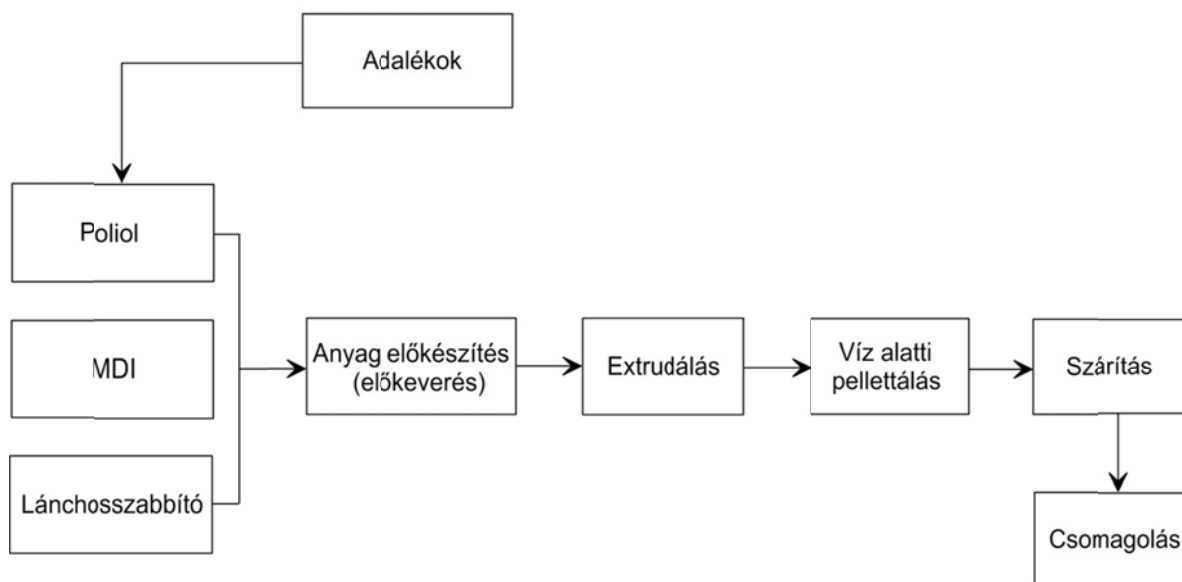 Adalékok
Poliol
MDI
Lánchosszabbító
Anyag előkészítés
(előkeverés)
Extrudálás
Víz alatti
pellettálás
Szárítás
Csomagolás